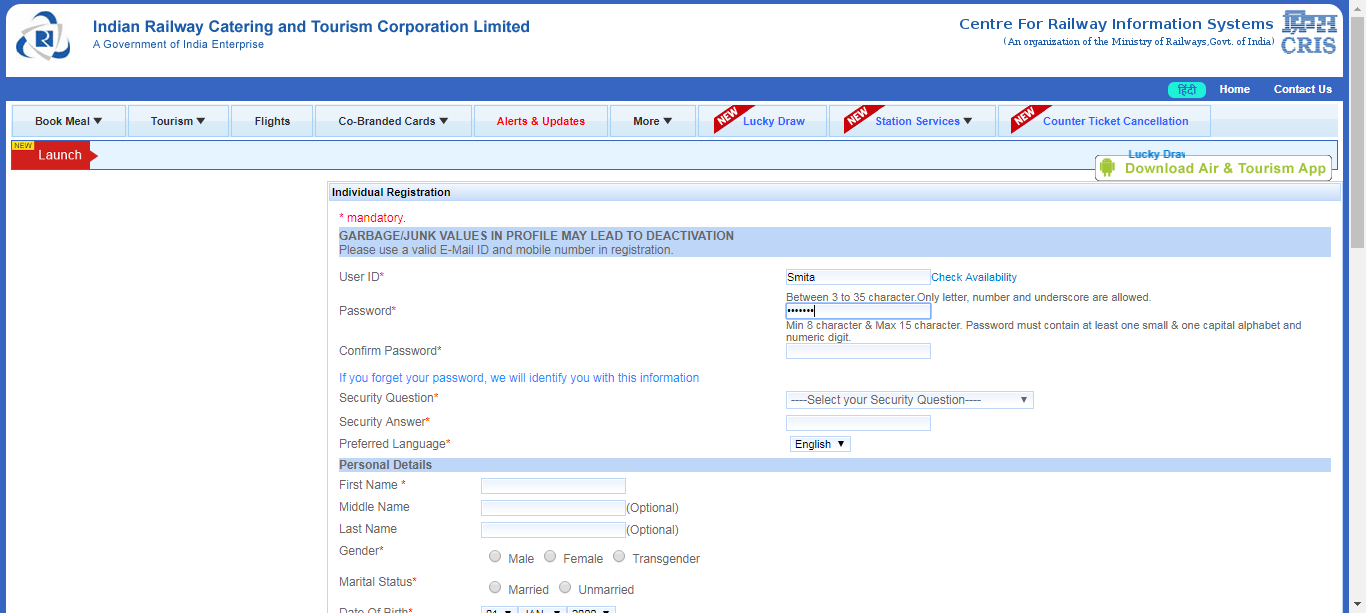 Indian Railway Catering and Tourism Corporation Limited
A Government of India Enterprise
Centre For Railway Information Systems
(An organization of the Ministry of Railways,Govt. of India)
क्रिस
CRIS
हिंदी Home Contact Us
Book Meal Tourism Flights Co-Branded Cards Alerts & Updates More NEW Lucky Draw NEW Station Services NEW Counter Ticket Cancellation
NEW
Launch
Lucky Draw
Download Air & Tourism App
Individual Registration
* mandatory.
GARBAGE/JUNK VALUES IN PROFILE MAY LEAD TO DEACTIVATION
Please use a valid E-Mail ID and mobile number in registration.
User ID* Smita Check Availability
Between 3 to 35 character.Only letter, number and underscore are allowed.
Password* •••••••
Min 8 character & Max 15 character. Password must contain at least one small & one capital alphabet and
numeric digit.
Confirm Password*
If you forget your password, we will identify you with this information
Security Question* ----Select your Security Question----
Security Answer*
Preferred Language* English
Personal Details
First Name *
Middle Name (Optional)
Last Name (Optional)
Gender* Male Female Transgender
Marital Status* Married Unmarried
Date Of Birth* 01 JAN